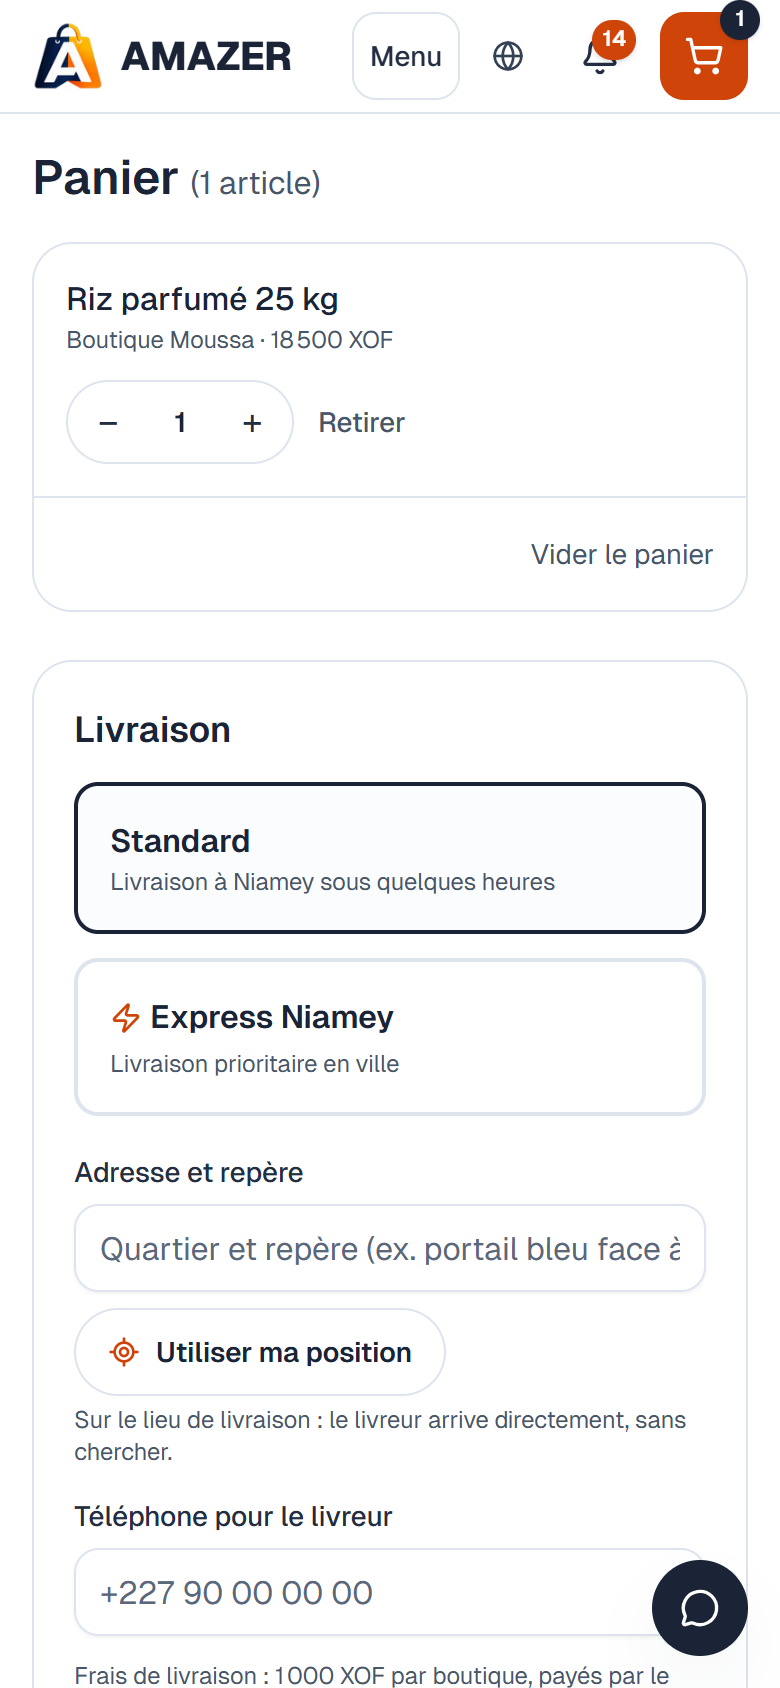 AMAZER
Menu
14
1
Panier (1 article)
Riz parfumé 25 kg
Boutique Moussa · 18 500 XOF
− 1 + Retirer
Vider le panier
Livraison
Standard
Livraison à Niamey sous quelques heures
Express Niamey
Livraison prioritaire en ville
Adresse et repère
Quartier et repère (ex. portail bleu face à
Utiliser ma position
Sur le lieu de livraison : le livreur arrive directement, sans
chercher.
Téléphone pour le livreur
+227 90 00 00 00
Frais de livraison : 1 000 XOF par boutique, payés par le